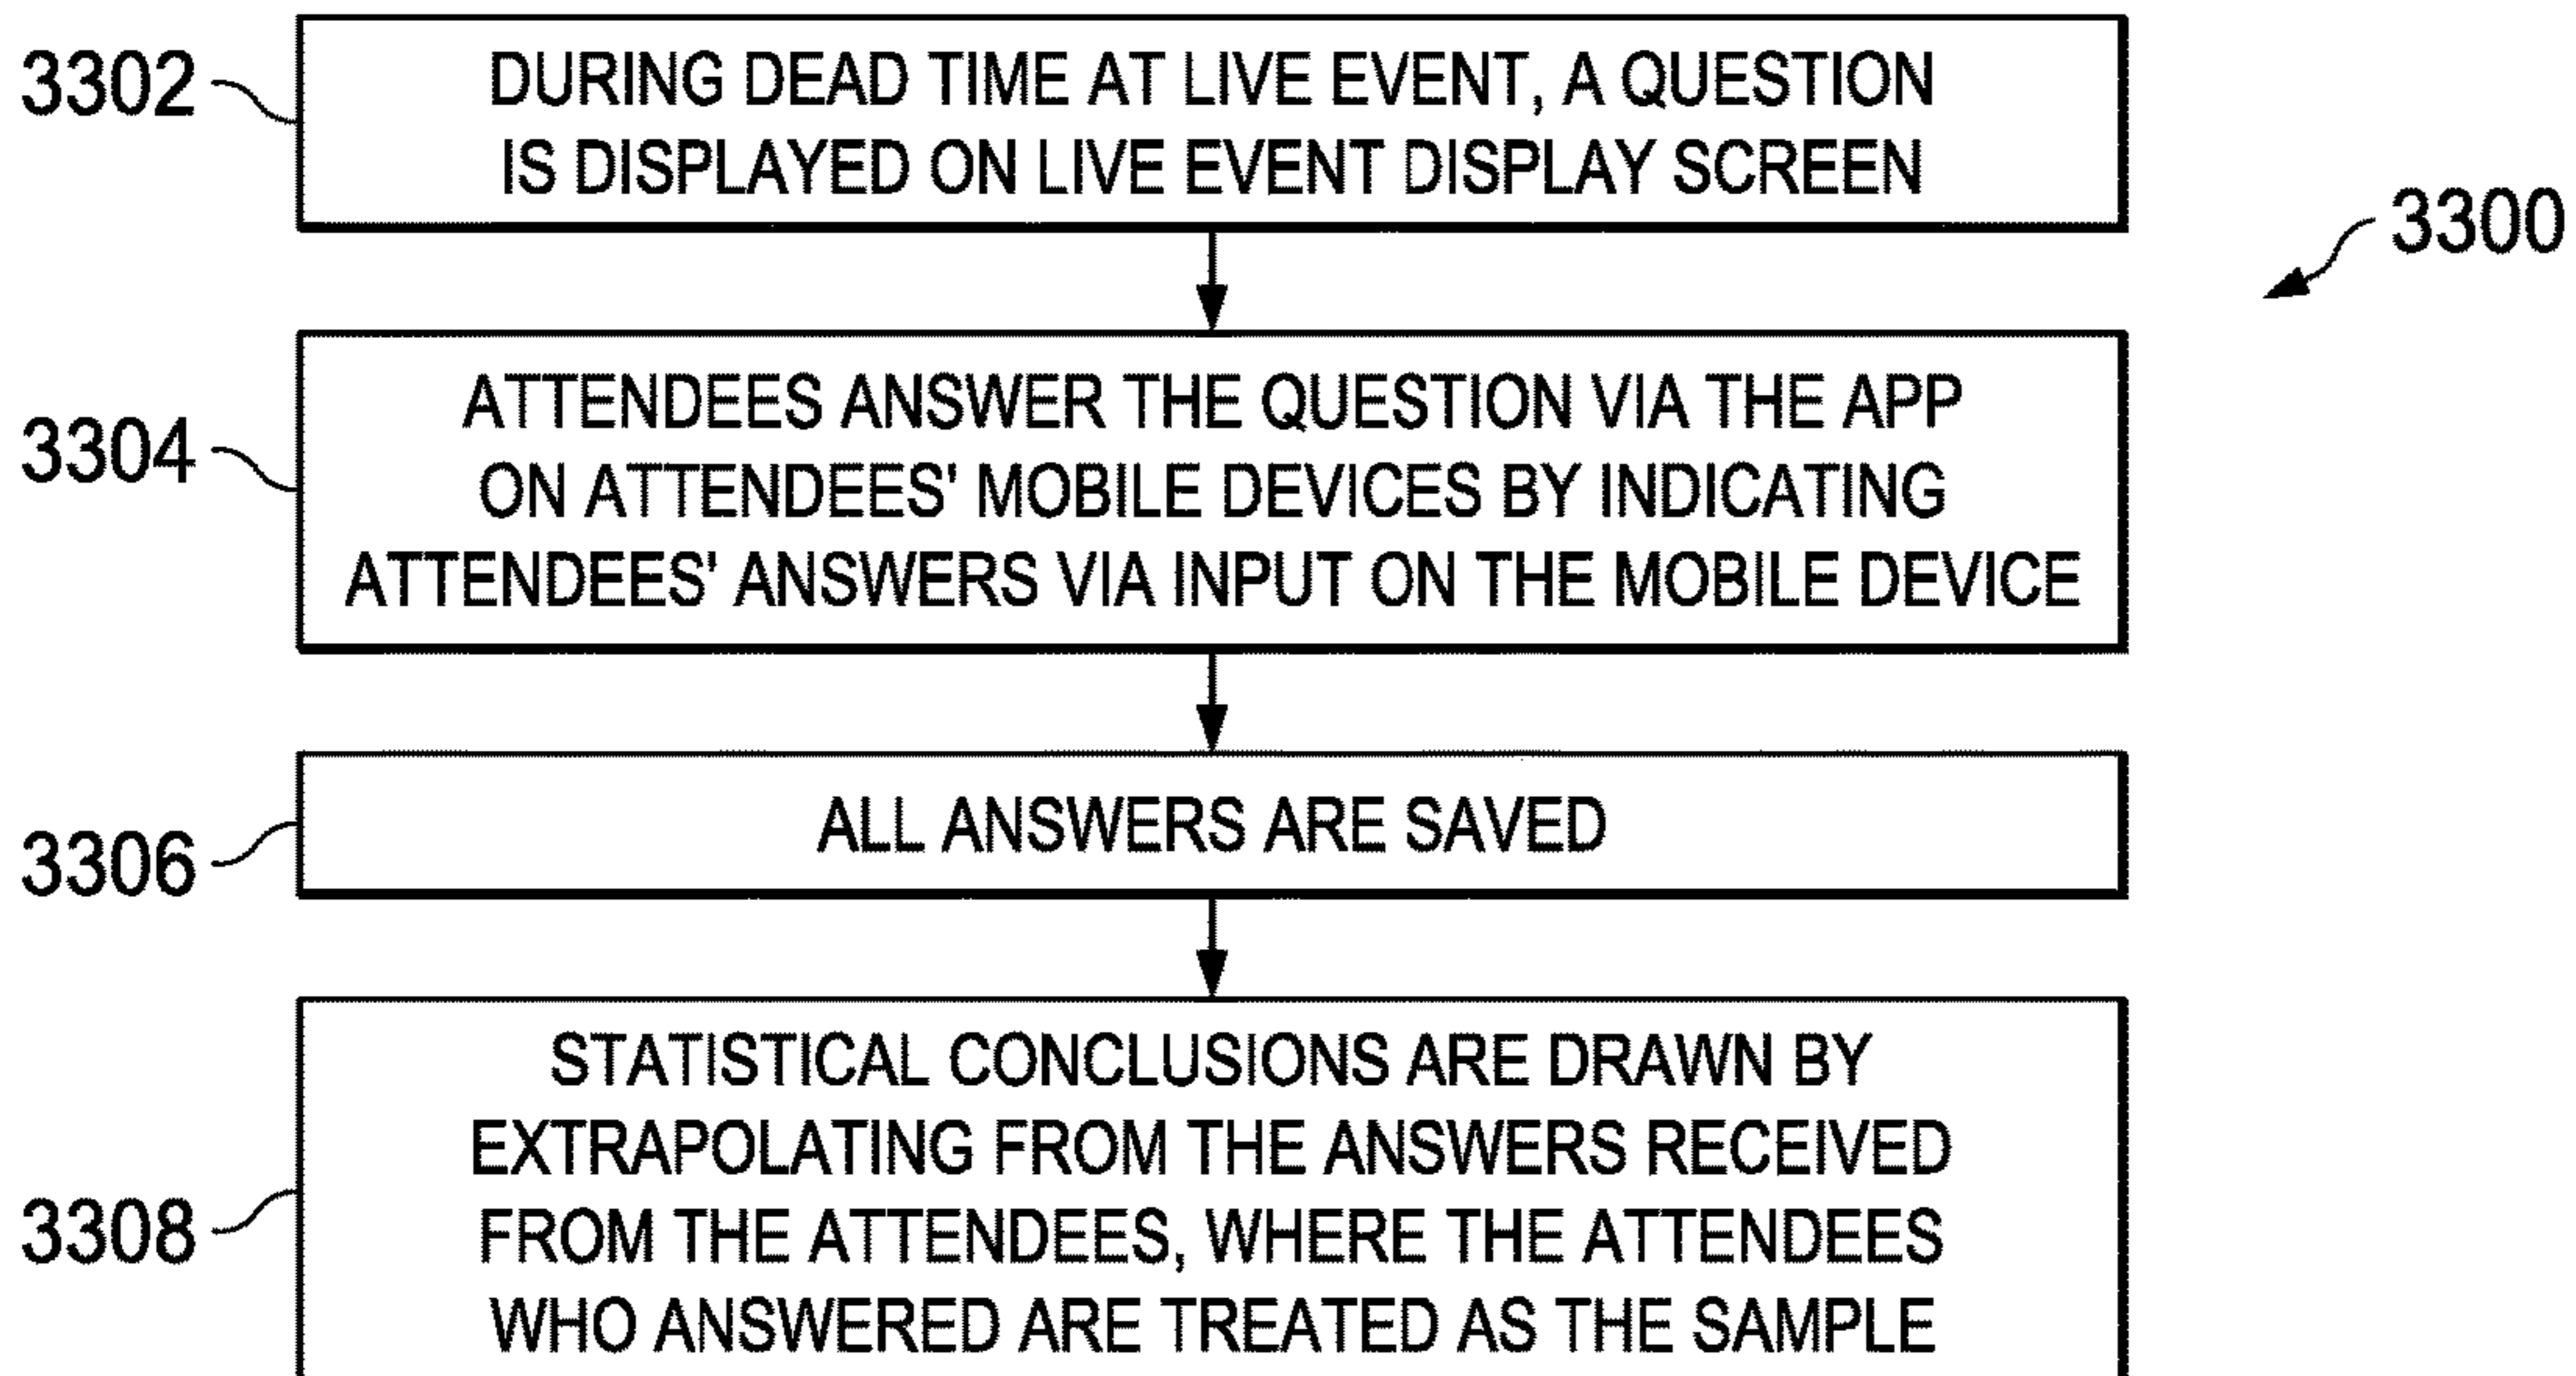 3302
DURING DEAD TIME AT LIVE EVENT, A QUESTION
IS DISPLAYED ON LIVE EVENT DISPLAY SCREEN
3300
3304
ATTENDEES ANSWER THE QUESTION VIA THE APP
ON ATTENDEES' MOBILE DEVICES BY INDICATING
ATTENDEES' ANSWERS VIA INPUT ON THE MOBILE DEVICE
3306
ALL ANSWERS ARE SAVED
3308
STATISTICAL CONCLUSIONS ARE DRAWN BY
EXTRAPOLATING FROM THE ANSWERS RECEIVED
FROM THE ATTENDEES, WHERE THE ATTENDEES
WHO ANSWERED ARE TREATED AS THE SAMPLE